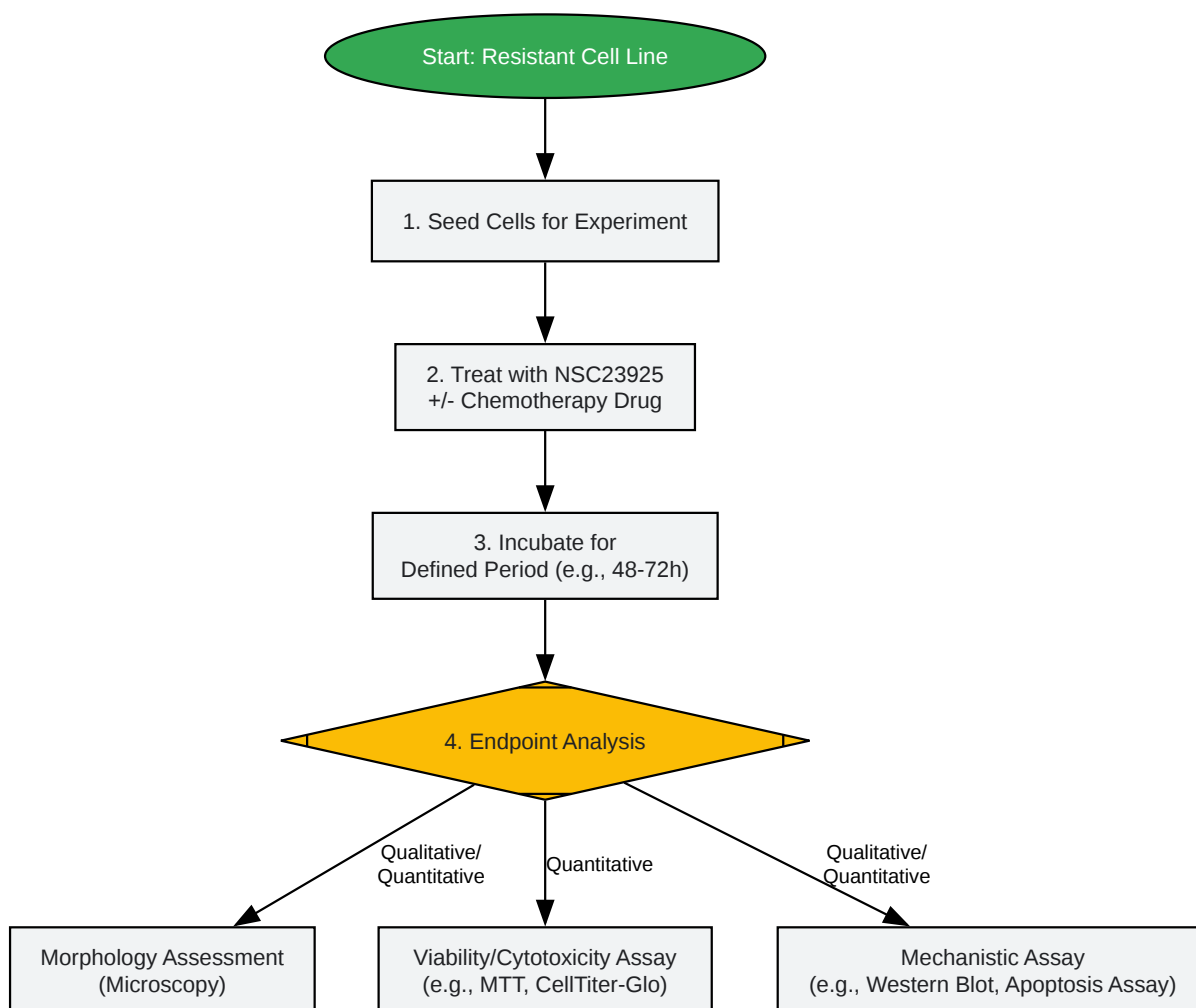 Start: Resistant Cell Line
1. Seed Cells for Experiment
2. Treat with NSC23925
+/- Chemotherapy Drug
3. Incubate for
Defined Period (e.g., 48-72h)
4. Endpoint Analysis
Qualitative/
Quantitative
Quantitative
Qualitative/
Quantitative
Morphology Assessment
(Microscopy)
Viability/Cytotoxicity Assay
(e.g., MTT, CellTiter-Glo)
Mechanistic Assay
(e.g., Western Blot, Apoptosis Assay)